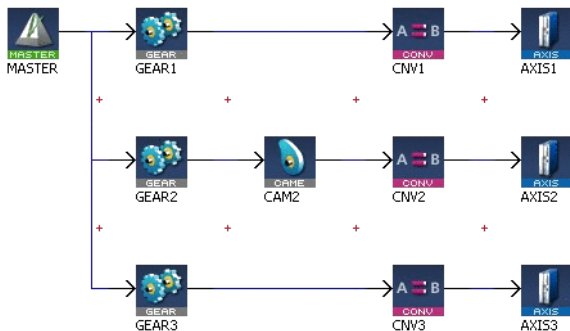 MASTER GEAR A B CONV AXIS
MASTER GEAR1 CNV1 AXIS1
GEAR CAME A B CONV AXIS
GEAR2 CAM2 CNV2 AXIS2
GEAR A B CONV AXIS
GEAR3 CNV3 AXIS3